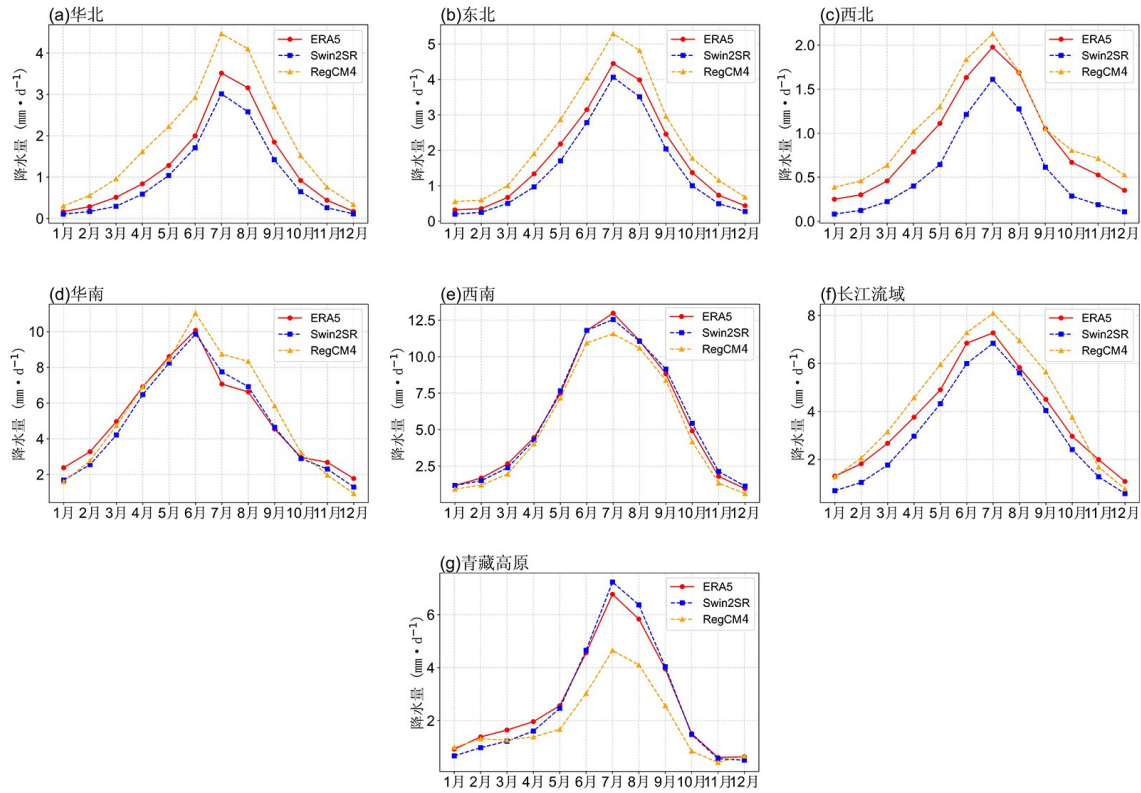 (a)华北
降水量 (mm·d⁻¹)
4
3
2
1
0
ERA5
Swin2SR
RegCM4
1月 2月 3月 4月 5月 6月 7月 8月 9月 10月 11月 12月
(b)东北
降水量 (mm·d⁻¹)
5
4
3
2
1
0
ERA5
Swin2SR
RegCM4
1月 2月 3月 4月 5月 6月 7月 8月 9月 10月 11月 12月
(c)西北
降水量 (mm·d⁻¹)
2.0
1.5
1.0
0.5
0.0
ERA5
Swin2SR
RegCM4
1月 2月 3月 4月 5月 6月 7月 8月 9月 10月 11月 12月
(d)华南
降水量 (mm·d⁻¹)
10
8
6
4
2
ERA5
Swin2SR
RegCM4
1月 2月 3月 4月 5月 6月 7月 8月 9月 10月 11月 12月
(e)西南
降水量 (mm·d⁻¹)
12.5
10.0
7.5
5.0
2.5
ERA5
Swin2SR
RegCM4
1月 2月 3月 4月 5月 6月 7月 8月 9月 10月 11月 12月
(f)长江流域
降水量 (mm·d⁻¹)
8
6
4
2
ERA5
Swin2SR
RegCM4
1月 2月 3月 4月 5月 6月 7月 8月 9月 10月 11月 12月
(g)青藏高原
降水量 (mm·d⁻¹)
6
4
2
ERA5
Swin2SR
RegCM4
1月 2月 3月 4月 5月 6月 7月 8月 9月 10月 11月 12月